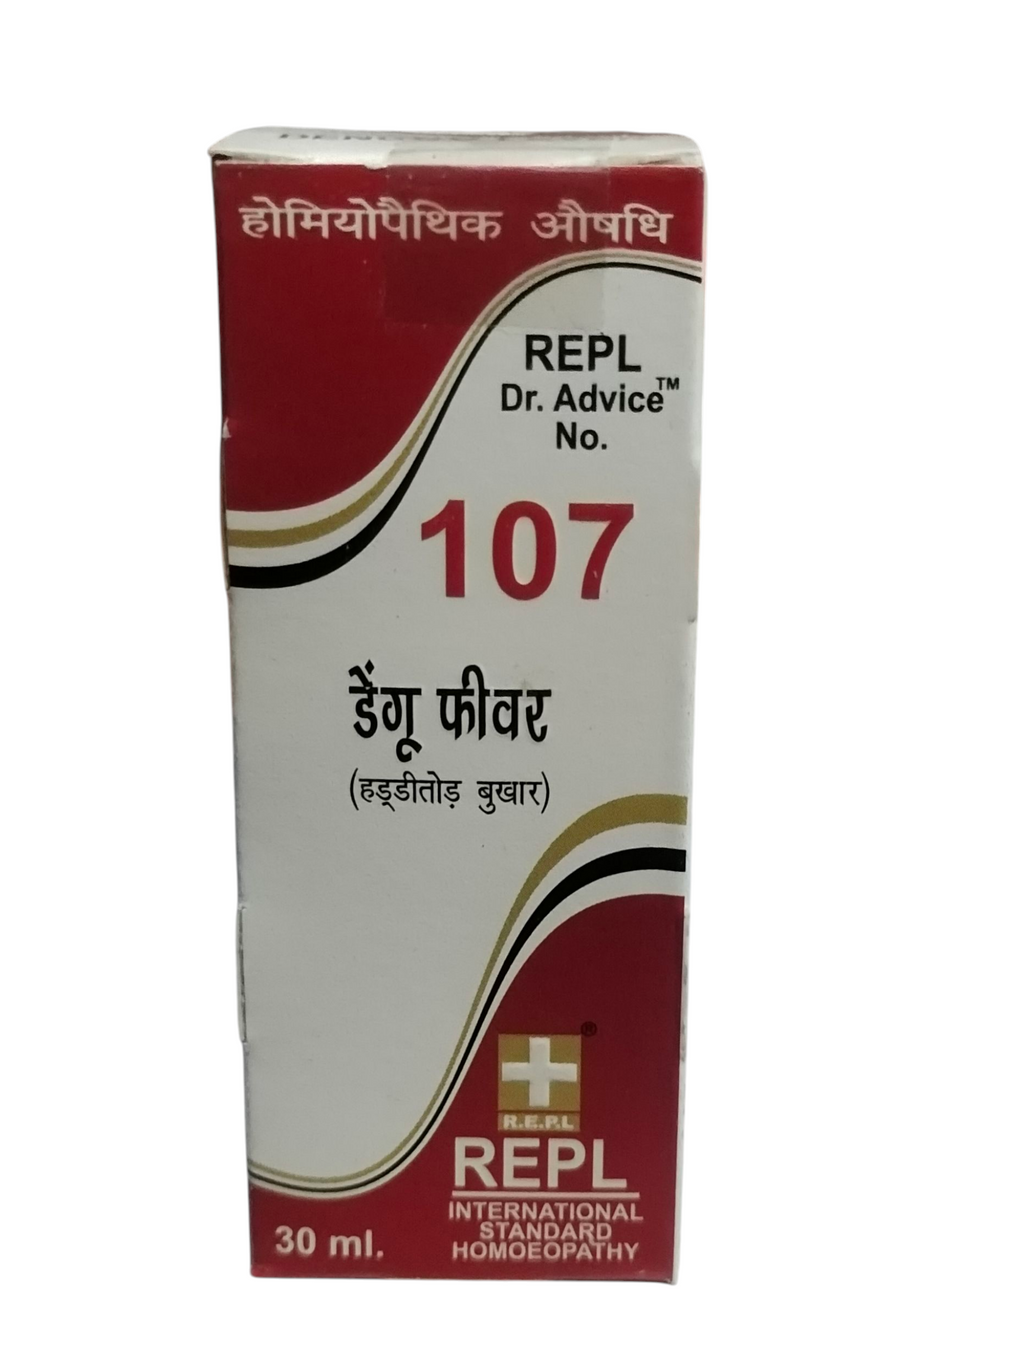 होमियोपैथिक औषधि
REPL
Dr. Advice™
No.
107
डेंगू फीवर
(हड्डीतोड़ बुखार)
®
R.E.P.L
REPL
INTERNATIONAL
STANDARD
HOMOEOPATHY
30 ml.